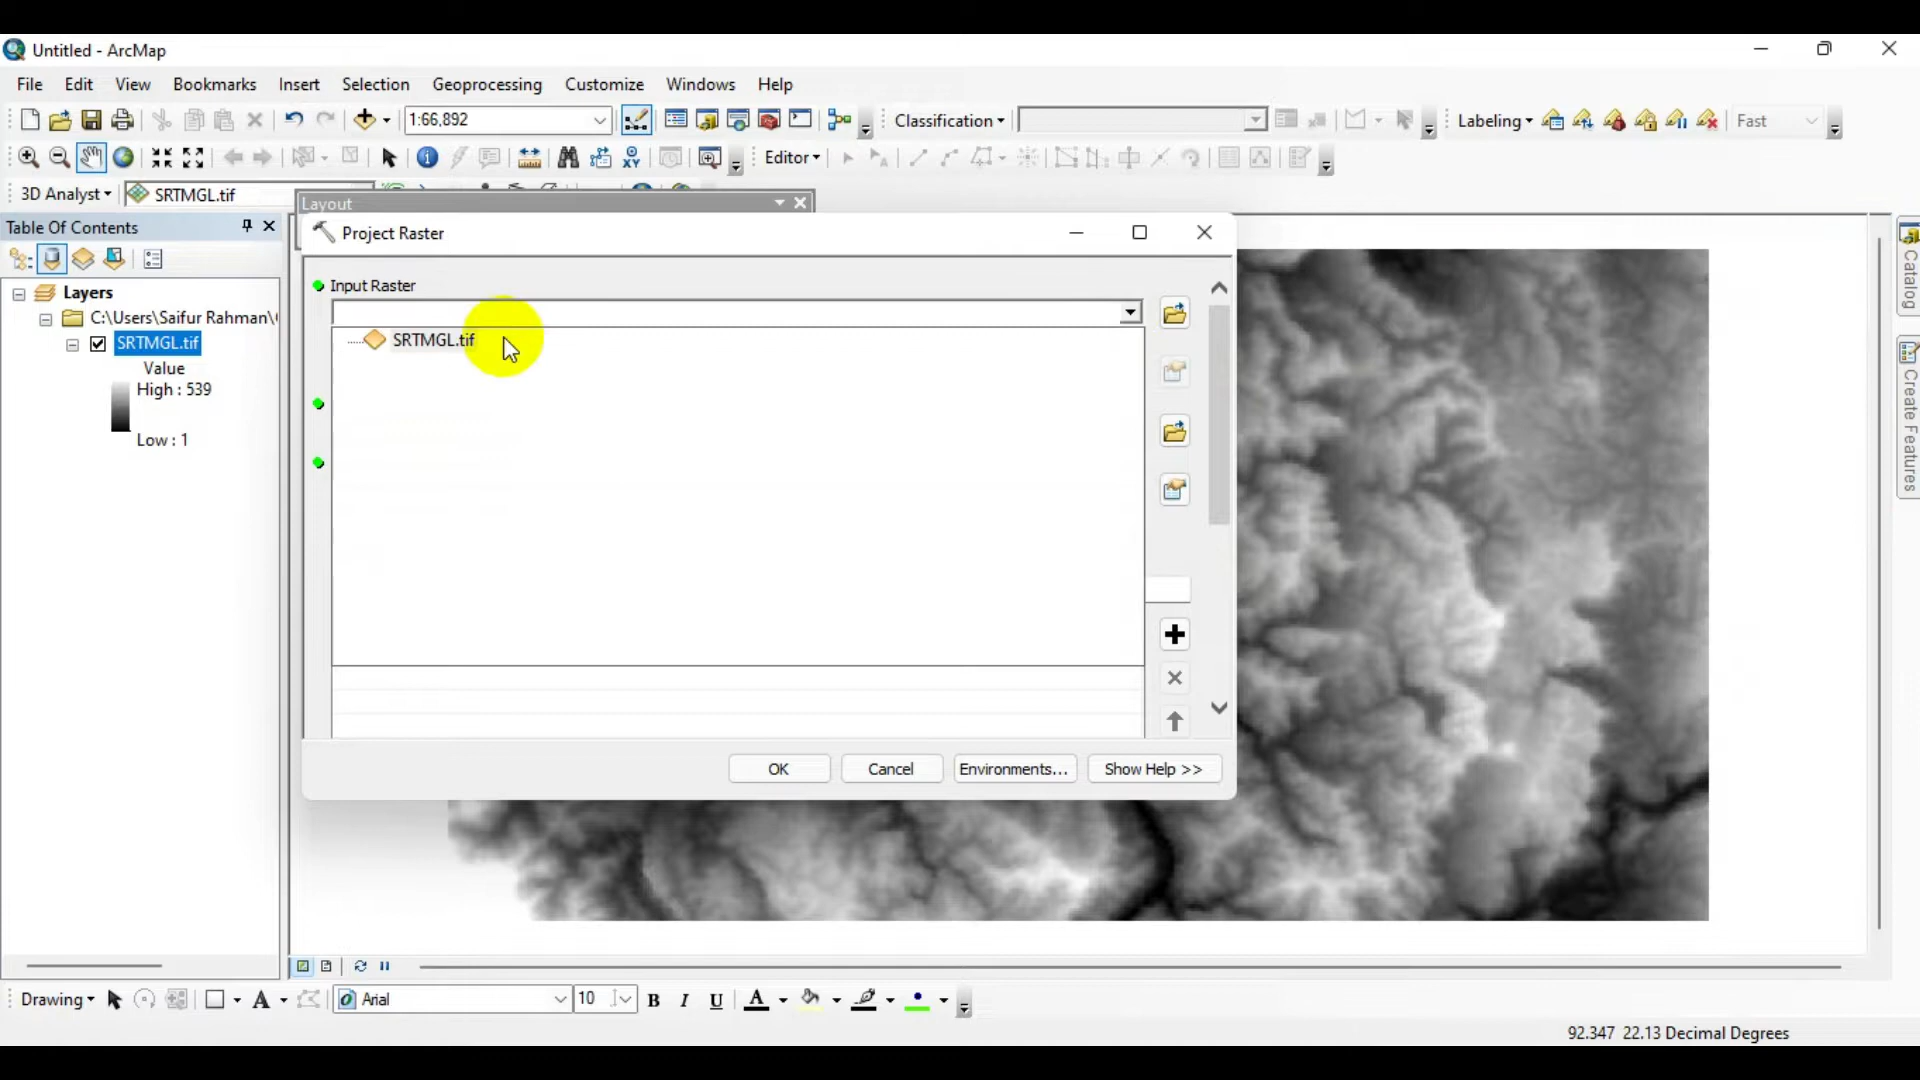 Untitled - ArcMap
File Edit View Bookmarks Insert Selection Geoprocessing Customize Windows Help
1:66,892 Classification Labeling Fast
Editor
3D Analyst SRTMGL.tif
Layout
Table Of Contents
Project Raster
Input Raster
Layers
C:\Users\Saifur Rahman\
SRTMGL.tif
SRTMGL.tif
Value
High : 539
Low : 1
Catalog
Create Features
OK Cancel Environments... Show Help >>
Drawing A Arial 10 B I U A
92.347 22.13 Decimal Degrees